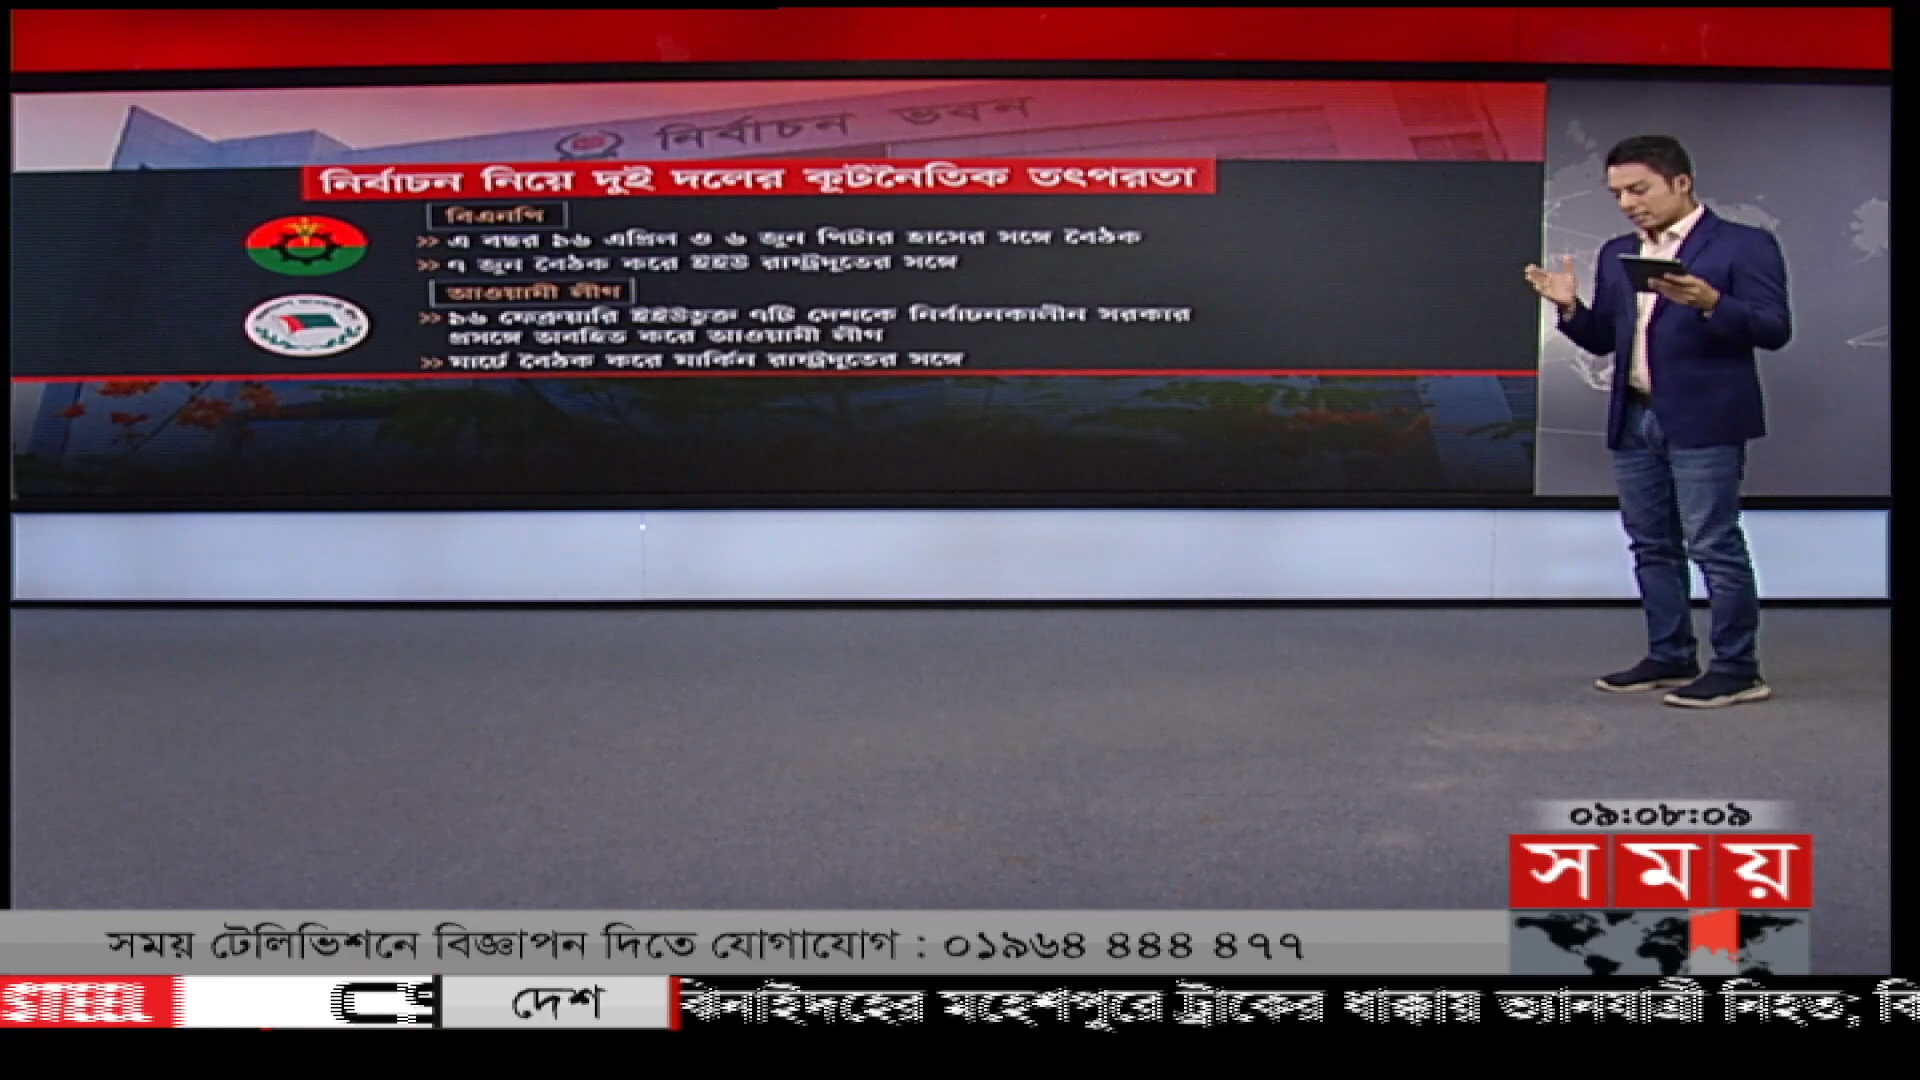 নির্বাচন ভবন
নির্বাচন নিয়ে দুই দলের কূটনৈতিক তৎপরতা
বিএনপি
>> এ বছর ১৬ এপ্রিল ও ৬ জুন পিটার হাসের সঙ্গে বৈঠক
>> ৭ জুন বৈঠক করে ইইউ রাষ্ট্রদূতের সঙ্গে
আওয়ামী লীগ
>> ১৬ ফেব্রুয়ারি ইইউভুক্ত ৭টি দেশকে নির্বাচনকালীন সরকার
প্রসঙ্গে অবহিত করে আওয়ামী লীগ
>> মার্চে বৈঠক করে মার্কিন রাষ্ট্রদূতের সঙ্গে
০৯:০৮:০৯
সময়
সময় টেলিভিশনে বিজ্ঞাপন দিতে যোগাযোগ : ০১৯৬৪ ৪৪৪ ৪৭৭
STEEL
দেশ
ঝিনাইদহের মহেশপুরে ট্রাকের ধাক্কায় ভ্যানযাত্রী নিহত;